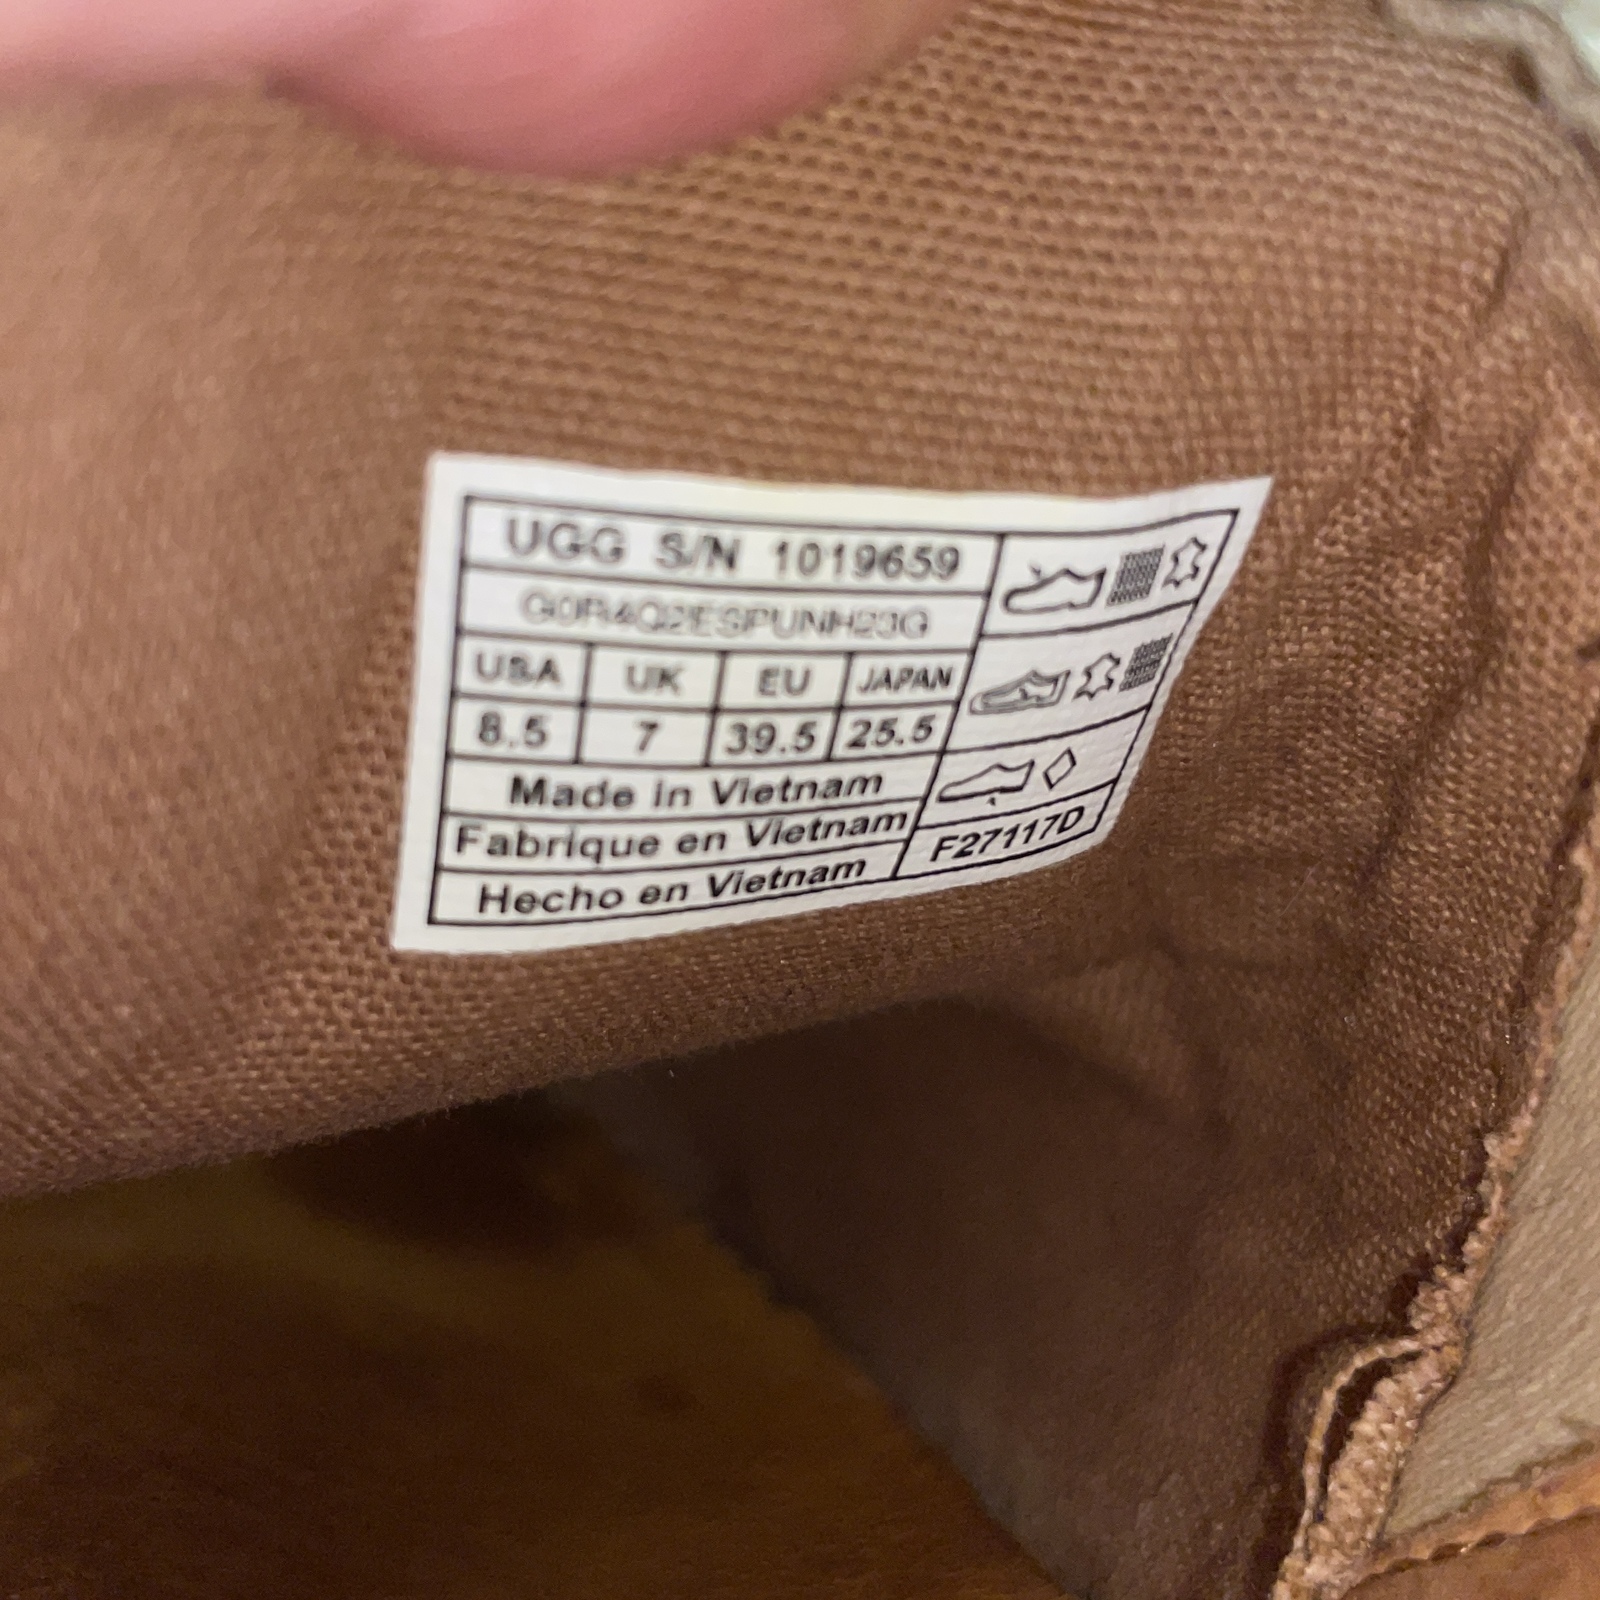 UGG S/N 1019659
USA UK EU JAPAN
8.5 7 39.5 25.5
Made in Vietnam
Fabrique en Vietnam
Hecho en Vietnam
F27117D